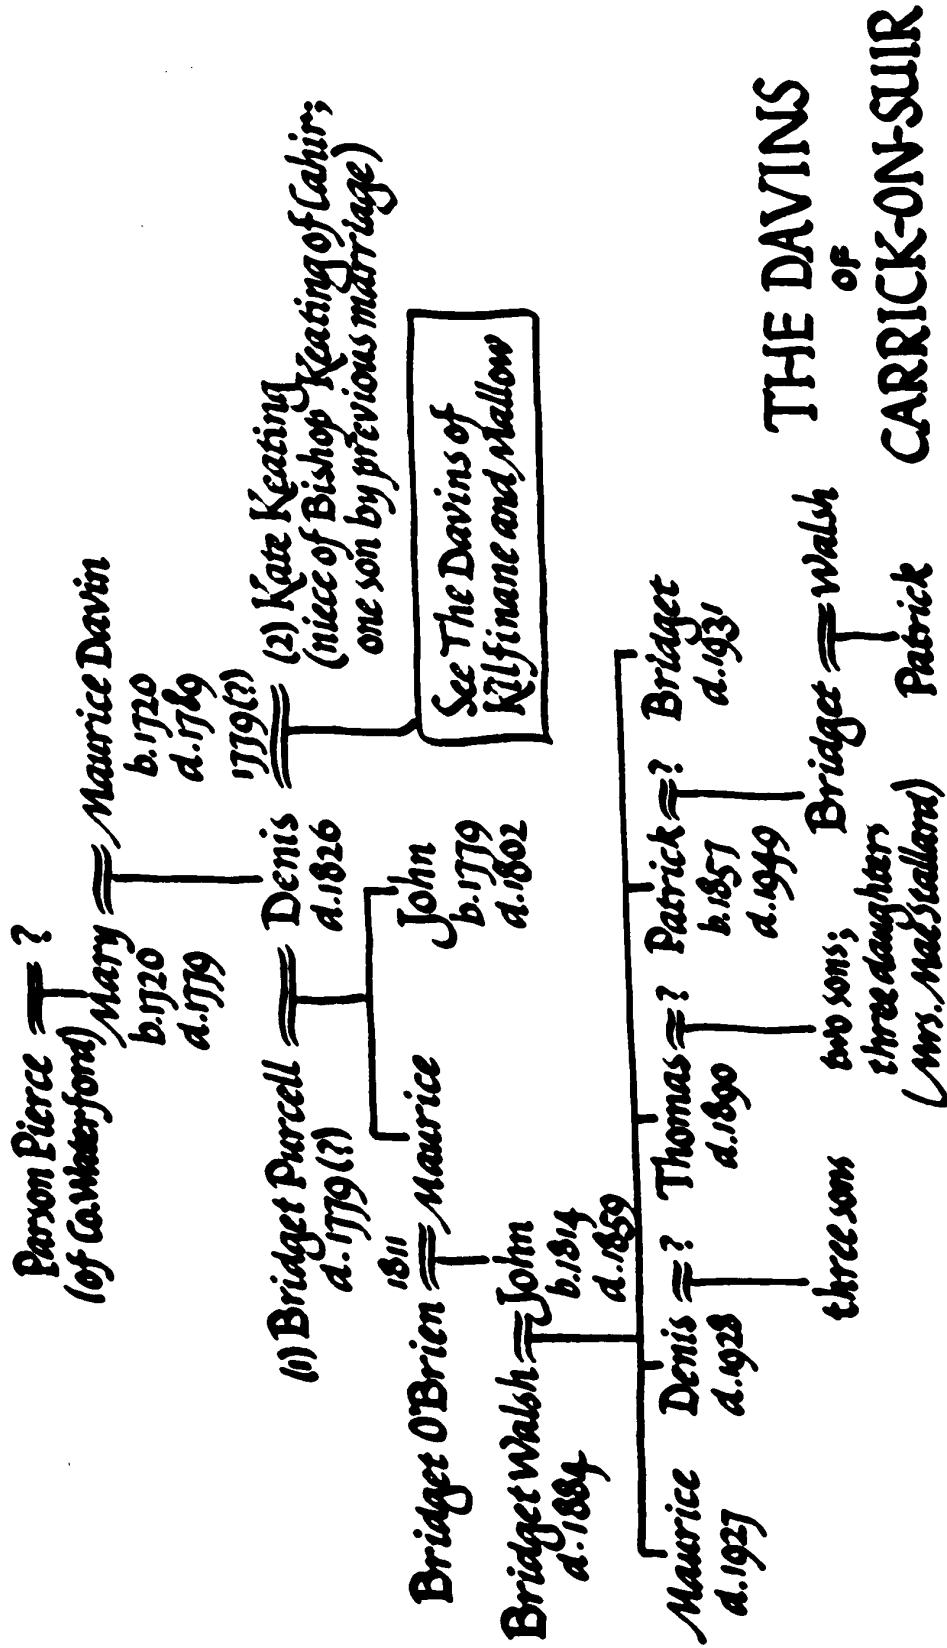 Parson Pierce = ?
(of Co. Waterford)
Mary = Maurice Davin
b.1720
d.1779
b.1720
d.1789
1779(?)
(1) Bridget Purcell = Denis = (2) Kate Keating
d.1779(?)
d.1826
(niece of Bishop Keating of Cahir;
one son by previous marriage)
1811
Bridget O'Brien = Maurice
John
b.1779
d.1802
See The Davins of
Kilfinane and Mallow
Bridget Walsh = John
d.1884
b.1814
d.1859
Maurice
d.1927
Denis = ?
d.1928
Thomas = ?
d.1890
Patrick = ?
b.1857
d.1949
Bridget
d.1931
three sons
two sons;
three daughters
(Mrs. MacStalland)
Bridget = Walsh
Patrick
THE DAVINS
OF
CARRICK-ON-SUIR